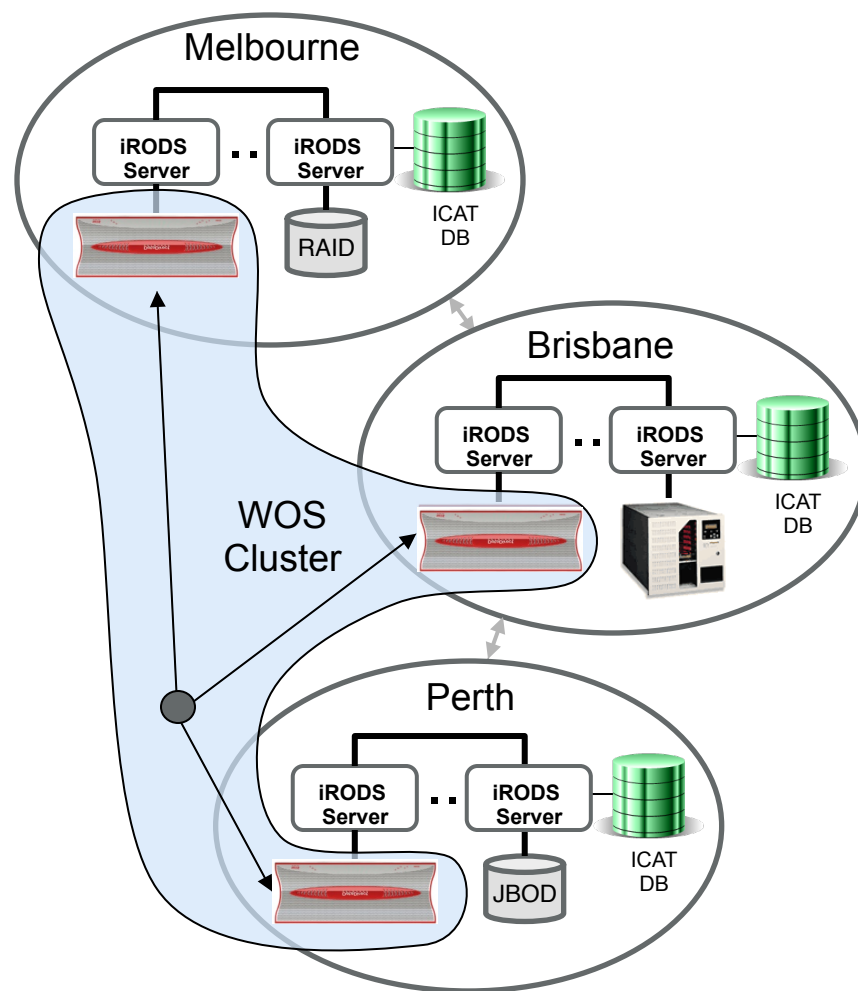 Melbourne
iRODS
Server
..
iRODS
Server
ICAT
DB
RAID
Brisbane
iRODS
Server
..
iRODS
Server
ICAT
DB
WOS
Cluster
Perth
iRODS
Server
..
iRODS
Server
ICAT
DB
JBOD